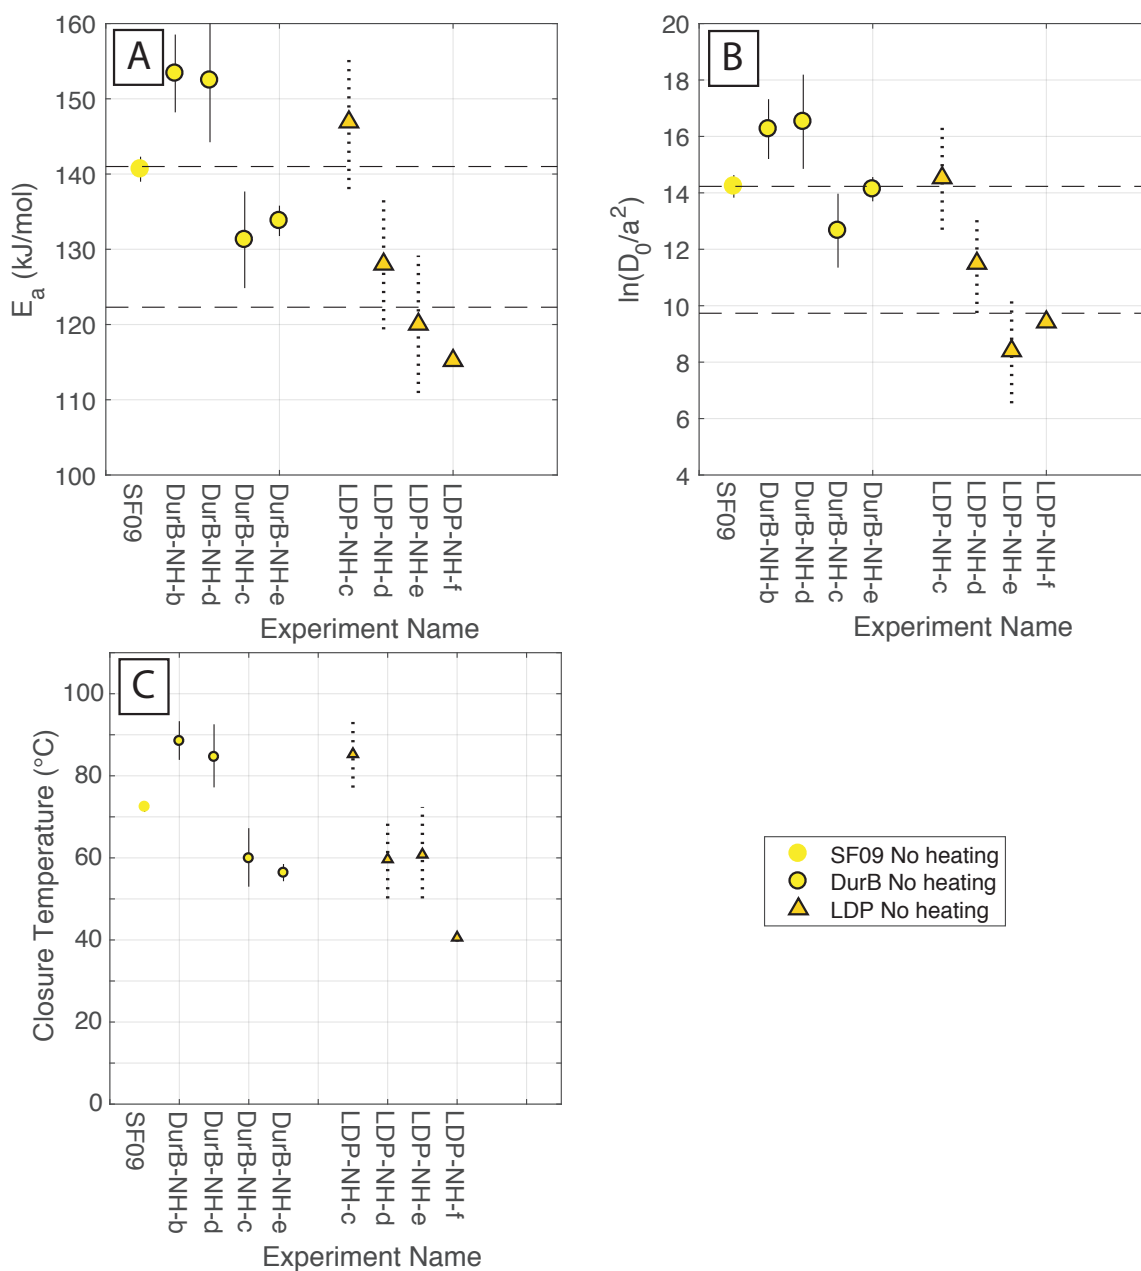 A
160
150
140
130
120
110
100
E_a (kJ/mol)
SF09
DurB-NH-b
DurB-NH-d
DurB-NH-c
DurB-NH-e
LDP-NH-c
LDP-NH-d
LDP-NH-e
LDP-NH-f
Experiment Name
B
20
18
16
14
12
10
8
6
4
ln(D_0/a^2)
SF09
DurB-NH-b
DurB-NH-d
DurB-NH-c
DurB-NH-e
LDP-NH-c
LDP-NH-d
LDP-NH-e
LDP-NH-f
Experiment Name
C
100
80
60
40
20
0
Closure Temperature (°C)
SF09
DurB-NH-b
DurB-NH-d
DurB-NH-c
DurB-NH-e
LDP-NH-c
LDP-NH-d
LDP-NH-e
LDP-NH-f
Experiment Name
SF09 No heating
DurB No heating
LDP No heating